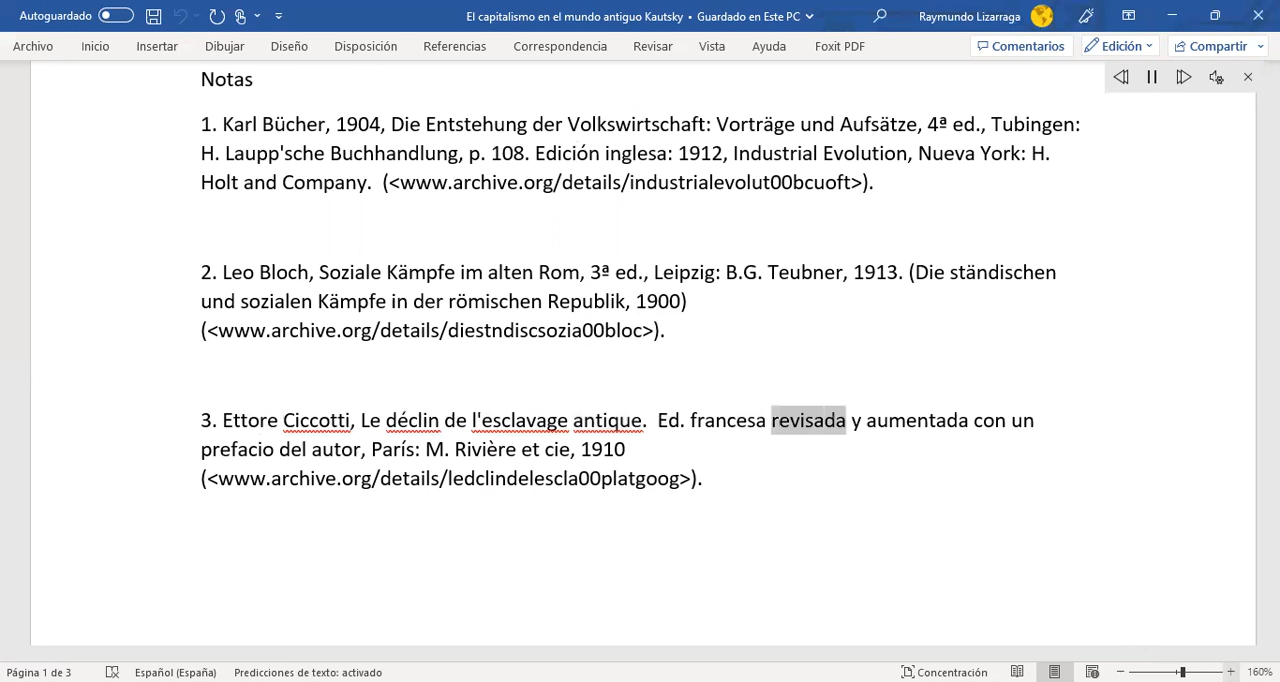 Autoguardado
El capitalismo en el mundo antiguo Kautsky • Guardado en Este PC
Raymundo Lizarraga
Archivo Inicio Insertar Dibujar Diseño Disposición Referencias Correspondencia Revisar Vista Ayuda Foxit PDF Comentarios Edición Compartir
Notas
1. Karl Bücher, 1904, Die Entstehung der Volkswirtschaft: Vorträge und Aufsätze, 4ª ed., Tubingen:
H. Laupp'sche Buchhandlung, p. 108. Edición inglesa: 1912, Industrial Evolution, Nueva York: H.
Holt and Company.  (<www.archive.org/details/industrialevolut00bcuoft>).
2. Leo Bloch, Soziale Kämpfe im alten Rom, 3ª ed., Leipzig: B.G. Teubner, 1913. (Die ständischen
und sozialen Kämpfe in der römischen Republik, 1900)
(<www.archive.org/details/diestndiscsozia00bloc>).
3. Ettore Ciccotti, Le déclin de l'esclavage antique.  Ed. francesa revisada y aumentada con un
prefacio del autor, París: M. Rivière et cie, 1910
(<www.archive.org/details/ledclindelescla00platgoog>).
Página 1 de 3 Español (España) Predicciones de texto: activado Concentración 160%